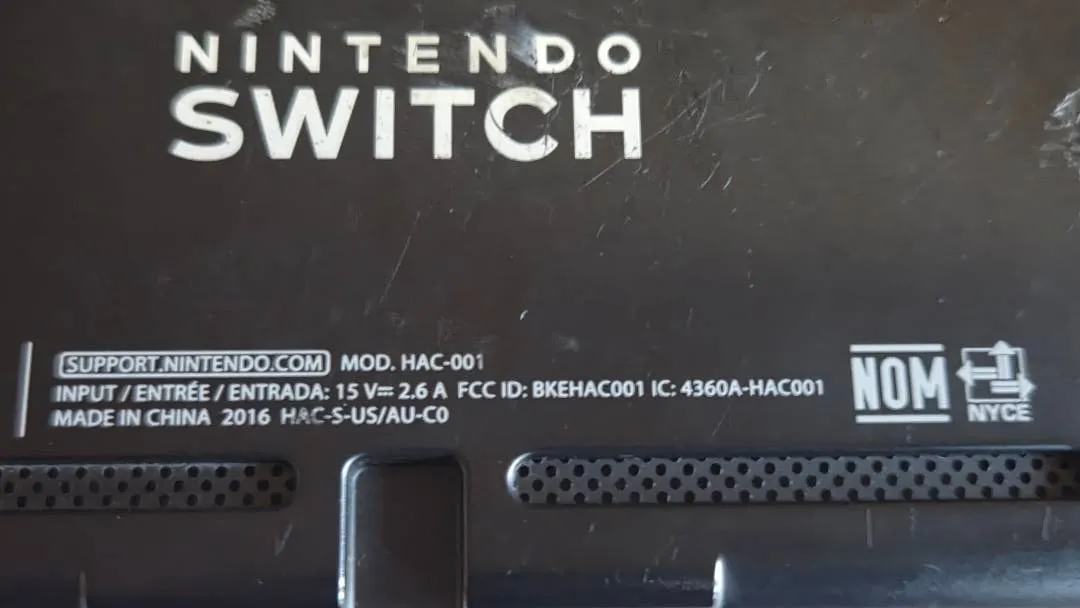 NINTENDO
SWITCH
SUPPORT.NINTENDO.COM MOD. HAC-001
INPUT / ENTRÉE / ENTRADA: 15 V⎓ 2.6 A FCC ID: BKEHAC001 IC: 4360A-HAC001
MADE IN CHINA 2016 HAC-S-US/AU-C0
NOM
NYCE